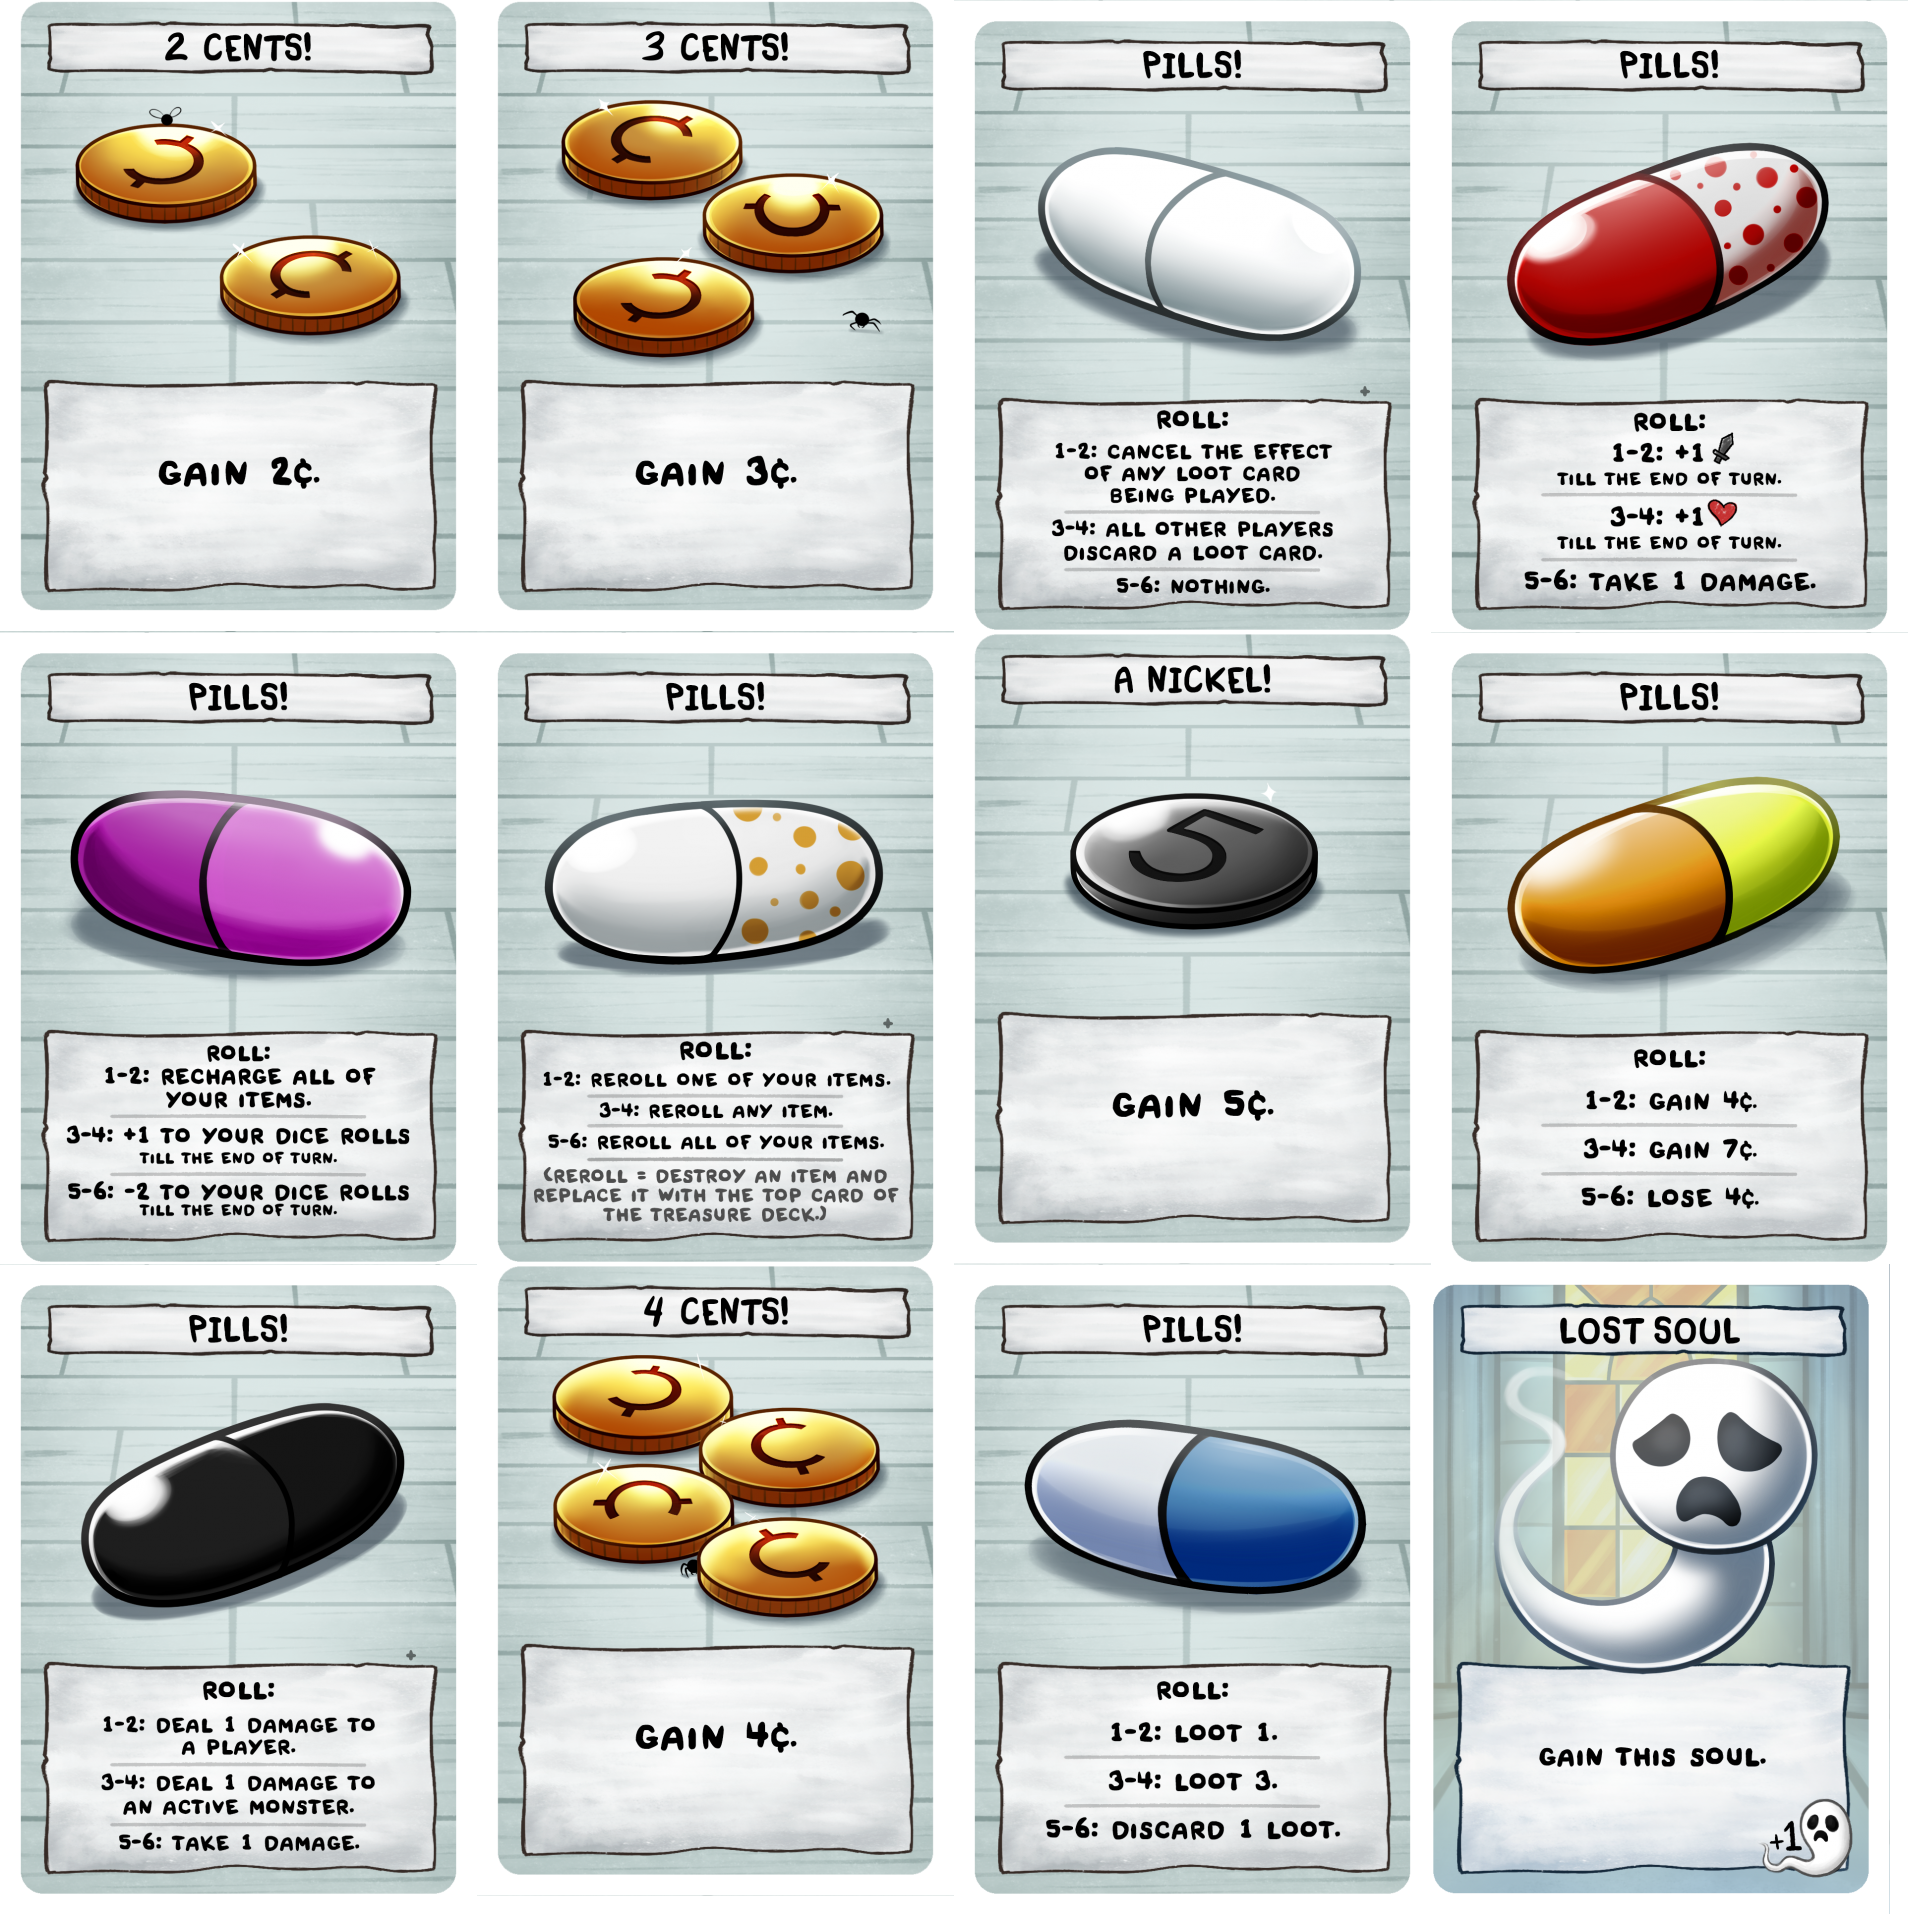 2 CENTS!
GAIN 2¢.
3 CENTS!
GAIN 3¢.
PILLS!
ROLL:
1-2: CANCEL THE EFFECT
OF ANY LOOT CARD
BEING PLAYED.
3-4: ALL OTHER PLAYERS
DISCARD A LOOT CARD.
5-6: NOTHING.
PILLS!
ROLL:
1-2: +1
TILL THE END OF TURN.
3-4: +1
TILL THE END OF TURN.
5-6: TAKE 1 DAMAGE.
PILLS!
ROLL:
1-2: RECHARGE ALL OF
YOUR ITEMS.
3-4: +1 TO YOUR DICE ROLLS
TILL THE END OF TURN.
5-6: -2 TO YOUR DICE ROLLS
TILL THE END OF TURN.
PILLS!
ROLL:
1-2: REROLL ONE OF YOUR ITEMS.
3-4: REROLL ANY ITEM.
5-6: REROLL ALL OF YOUR ITEMS.
(REROLL = DESTROY AN ITEM AND
REPLACE IT WITH THE TOP CARD OF
THE TREASURE DECK.)
A NICKEL!
5
GAIN 5¢.
PILLS!
ROLL:
1-2: GAIN 4¢.
3-4: GAIN 7¢.
5-6: LOSE 4¢.
PILLS!
ROLL:
1-2: DEAL 1 DAMAGE TO
A PLAYER.
3-4: DEAL 1 DAMAGE TO
AN ACTIVE MONSTER.
5-6: TAKE 1 DAMAGE.
4 CENTS!
GAIN 4¢.
PILLS!
ROLL:
1-2: LOOT 1.
3-4: LOOT 3.
5-6: DISCARD 1 LOOT.
LOST SOUL
GAIN THIS SOUL.
+1